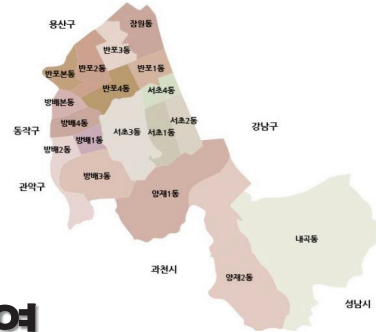 용산구
잠원동
반포3동
반포본동
반포2동
반포1동
반포4동
서초4동
방배본동
방배4동
서초2동
동작구
방배1동
서초3동
서초1동
강남구
방배2동
관악구
방배3동
양재1동
내곡동
과천시
양재2동
성남시
역